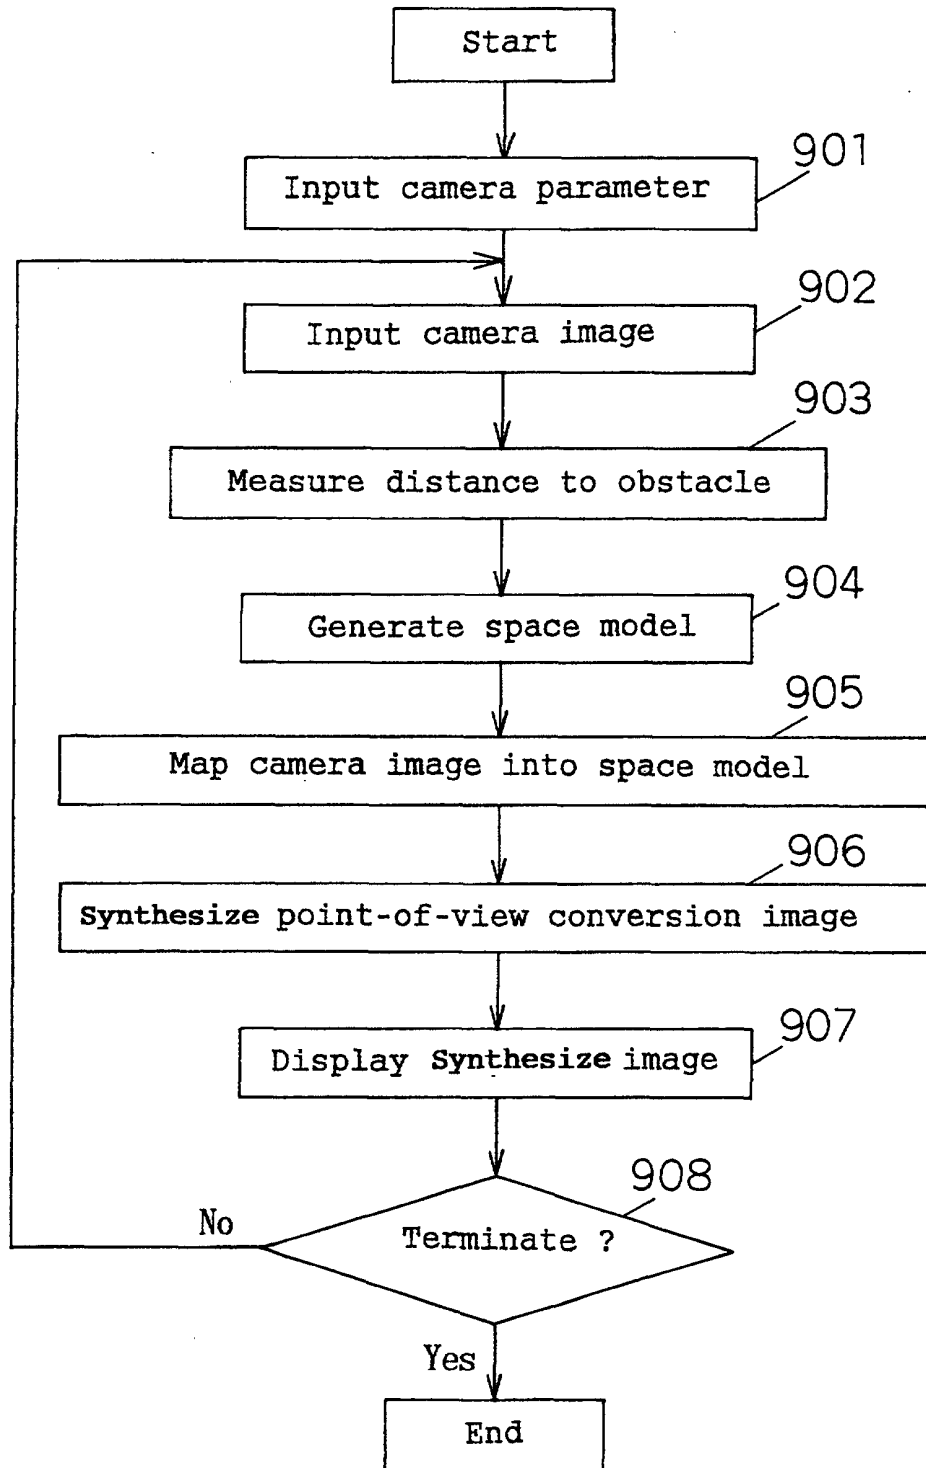 Start
901
Input camera parameter
902
Input camera image
903
Measure distance to obstacle
904
Generate space model
905
Map camera image into space model
906
Synthesize point-of-view conversion image
907
Display Synthesize image
908
Terminate ?
No
Yes
End